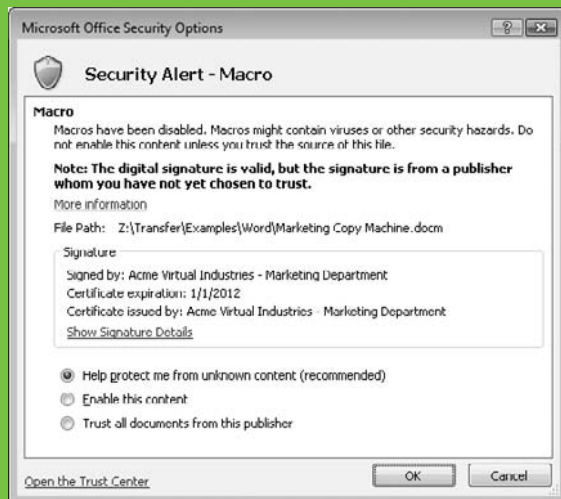 Microsoft Office Security Options
Security Alert - Macro
Macro
Macros have been disabled. Macros might contain viruses or other security hazards. Do
not enable this content unless you trust the source of this file.
Note: The digital signature is valid, but the signature is from a publisher
whom you have not yet chosen to trust.
More information
File Path: Z:\Transfer\Examples\Word\Marketing Copy Machine.docm
Signature
Signed by: Acme Virtual Industries - Marketing Department
Certificate expiration: 1/1/2012
Certificate issued by: Acme Virtual Industries - Marketing Department
Show Signature Details
Help protect me from unknown content (recommended)
Enable this content
Trust all documents from this publisher
Open the Trust Center
OK
Cancel